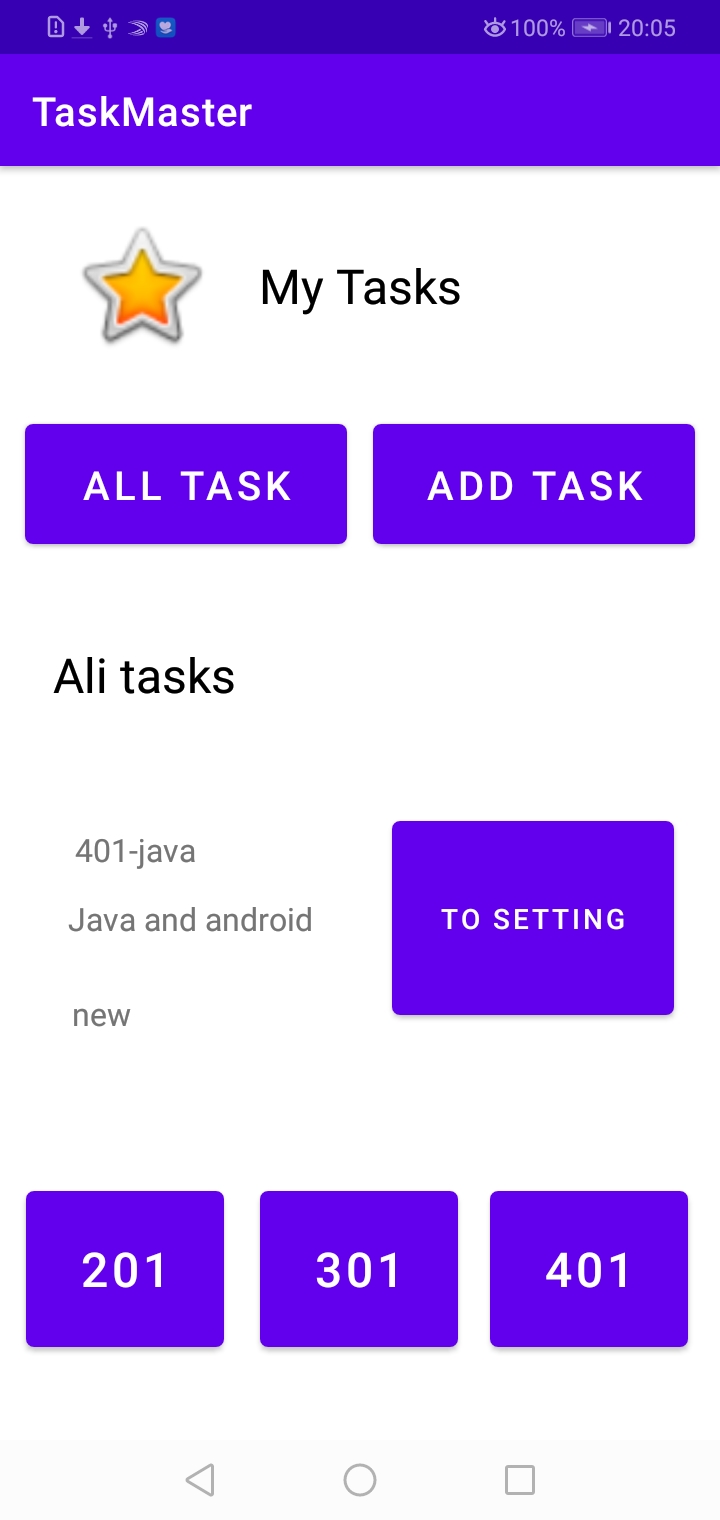 100% 20:05
TaskMaster
My Tasks
ALL TASK ADD TASK
Ali tasks
401-java
Java and android
TO SETTING
new
201 301 401